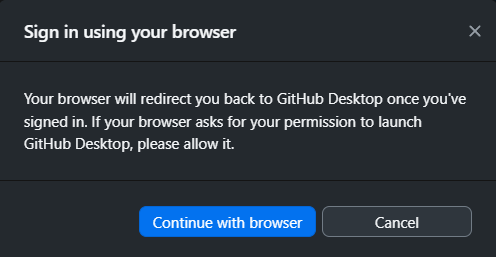 Sign in using your browser
Your browser will redirect you back to GitHub Desktop once you've
signed in. If your browser asks for your permission to launch
GitHub Desktop, please allow it.
Continue with browser
Cancel